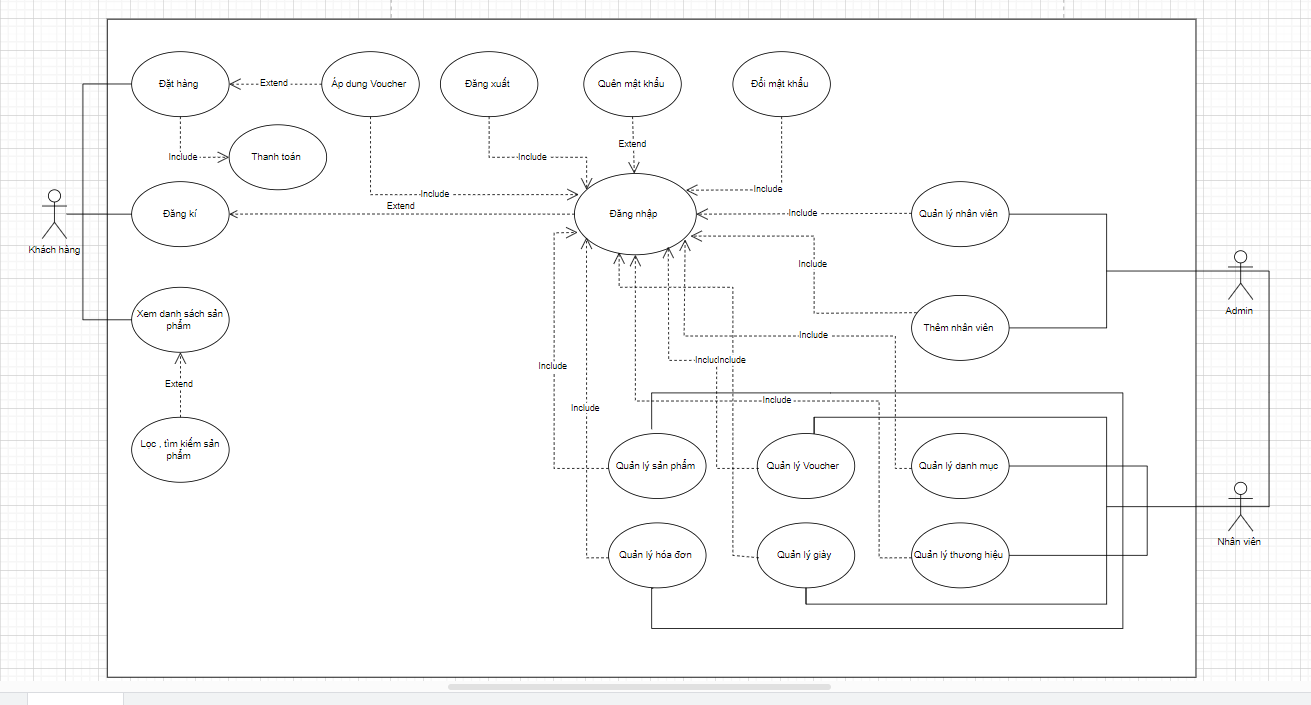 Đặt hàng
Extend
Áp dung Voucher
Đăng xuất
Quên mật khẩu
Đổi mật khẩu
Extend
Include
Thanh toán
Include
Include
Include
Extend
Đăng kí
Đăng nhập
Include
Quản lý nhân viên
Khách hàng
Include
Admin
Xem danh sách sản
phẩm
Thêm nhân viên
Include
Include
Include
Include
Extend
Include
Include
Lọc , tìm kiếm sản
phẩm
Quản lý sản phẩm
Quản lý Voucher
Quản lý danh mục
Nhân viên
Quản lý hóa đơn
Quản lý giày
Quản lý thương hiệu